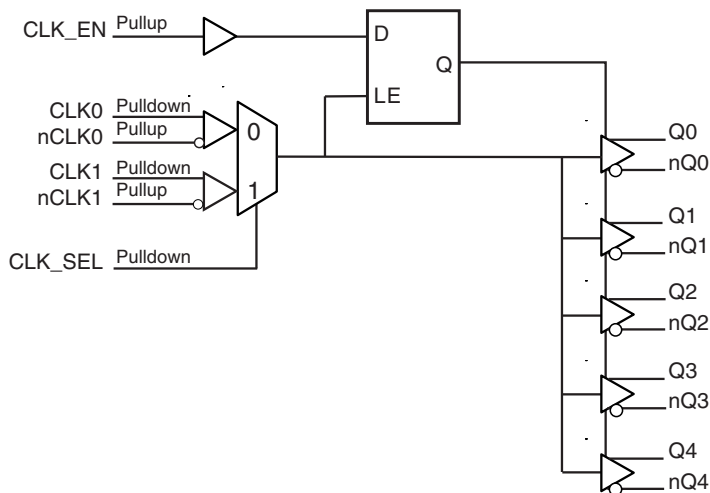 CLK_EN Pullup
D
Q
LE
CLK0 Pulldown
nCLK0 Pullup
0
CLK1 Pulldown
nCLK1 Pullup
1
CLK_SEL Pulldown
Q0
nQ0
Q1
nQ1
Q2
nQ2
Q3
nQ3
Q4
nQ4